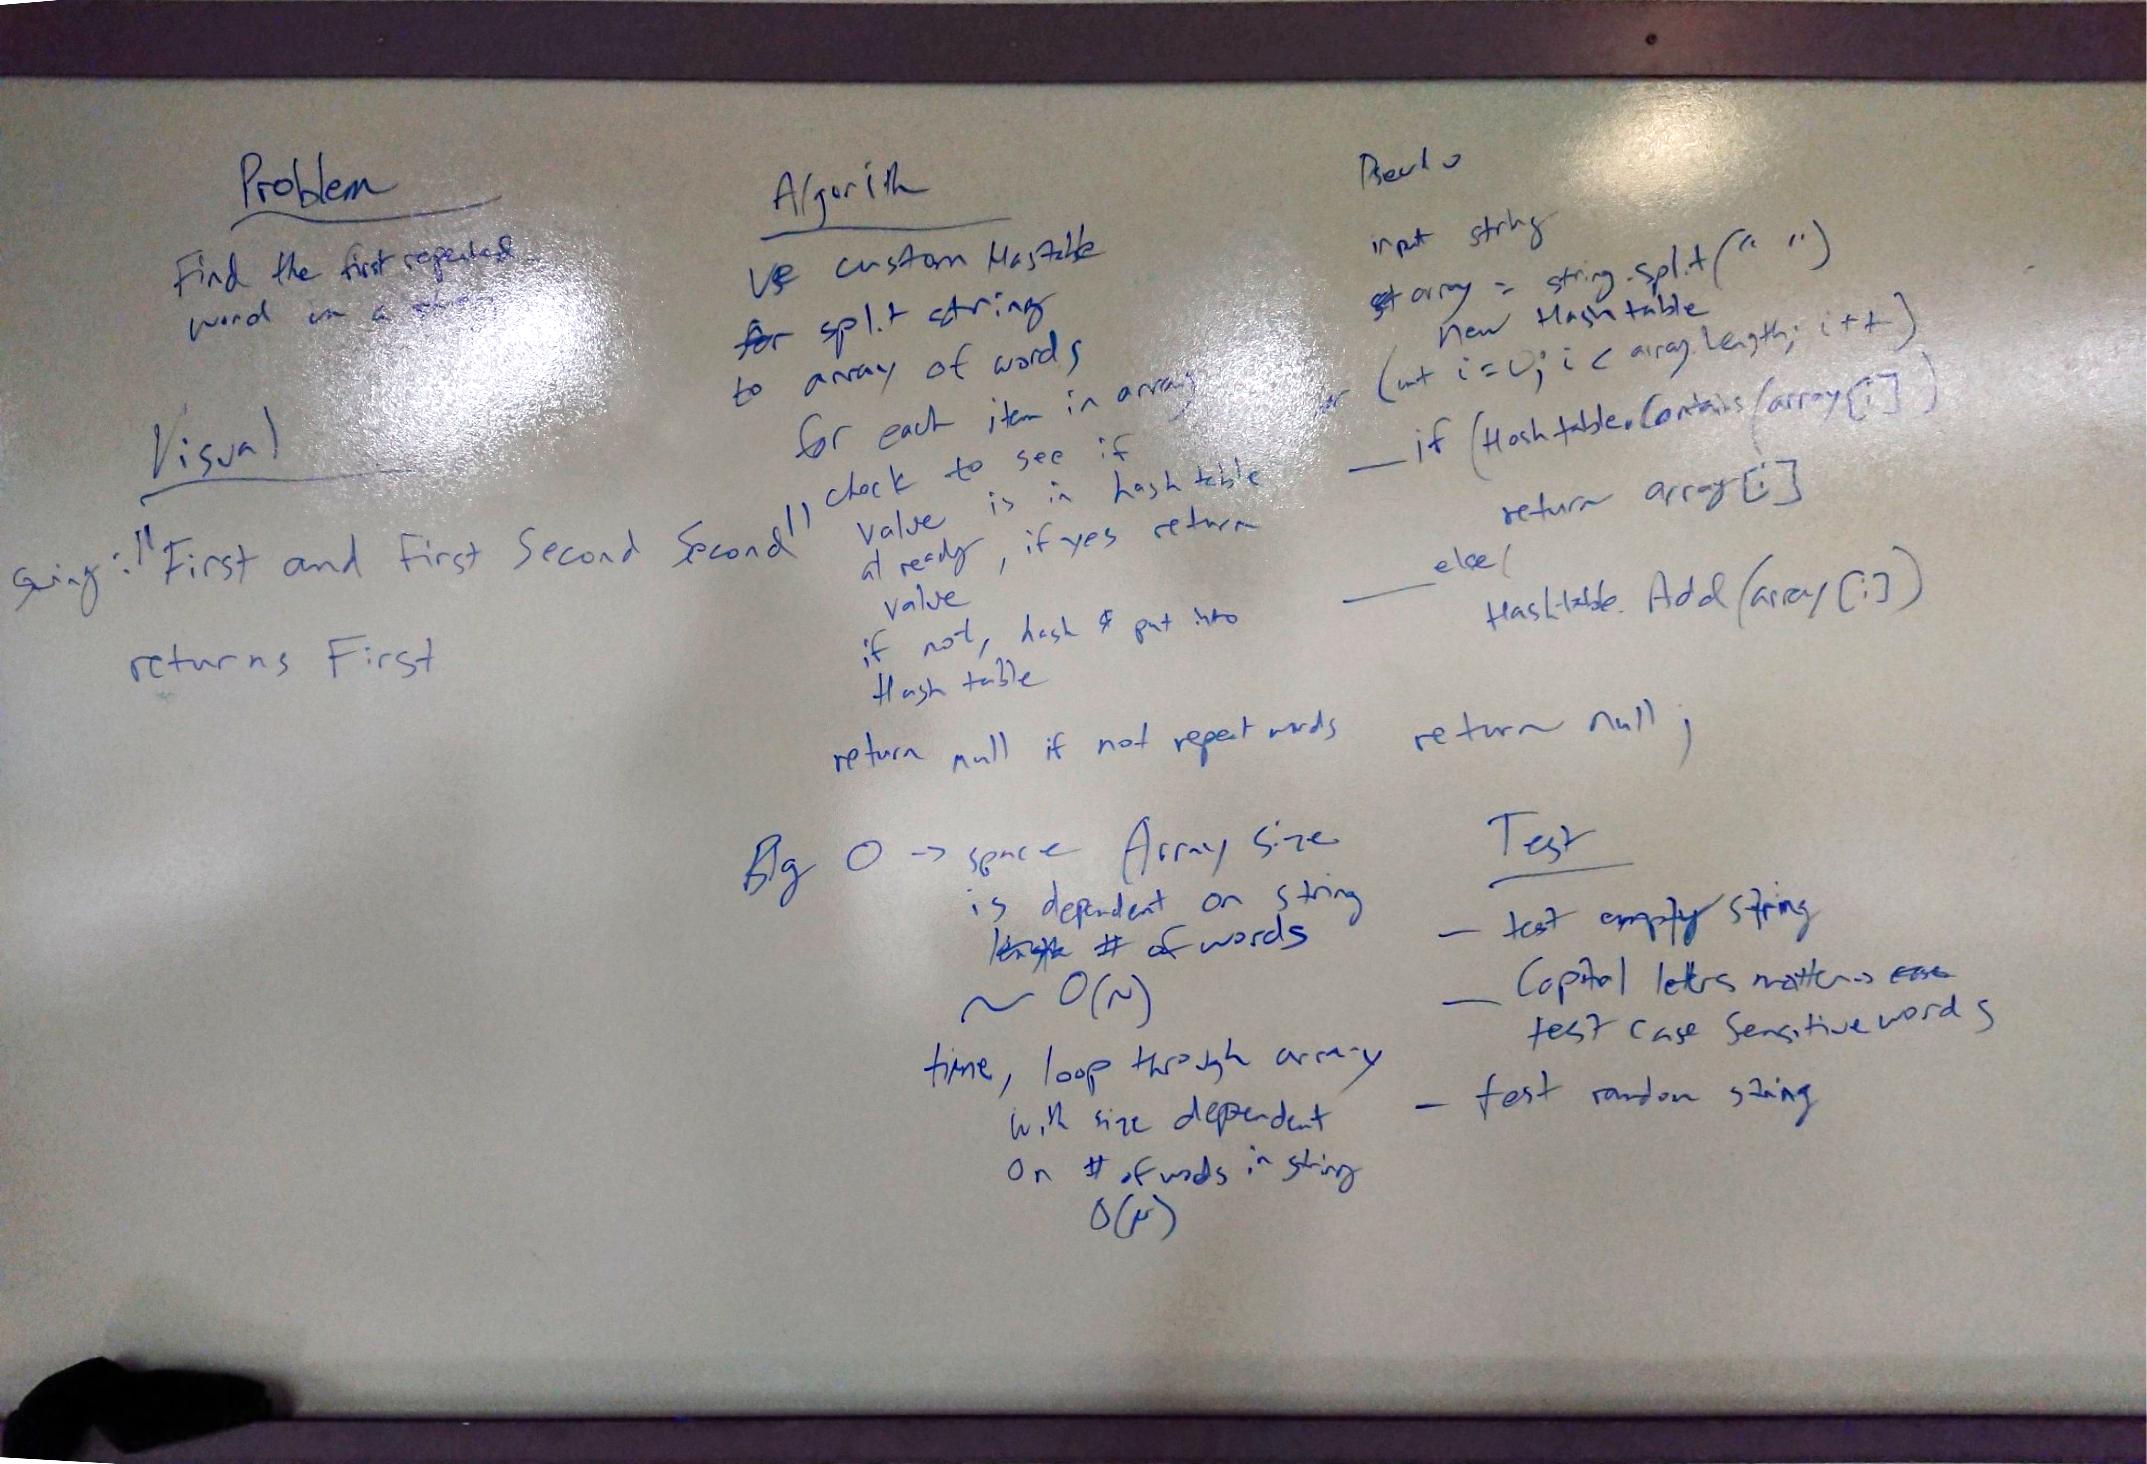 Problem
Find the first repeated
word in a
Visual
String: "First and First Second Second"
returns First
Algorith
Use custom Hastable
for split string
to array of words
for each item in array
check to see if
value is in hash table
already, if yes return
value
if not, hash & put into
Hash table
return null if not repeat words
Big O -> space Array size
is dependent on string
length # of words
~ O(N)
time, loop through array
with size dependent
on # of words in string
O(N)
Pseudo
input string
array = string.split(" ")
new Hashtable
for (int i=0; i < array.length; i++)
if (Hashtable.Contains(array[i])
return array[i]
else(
Hashtable.Add(array[i])
return null;
Test
- test empty string
- Capital letters matter
test case sensitive words
- test random string